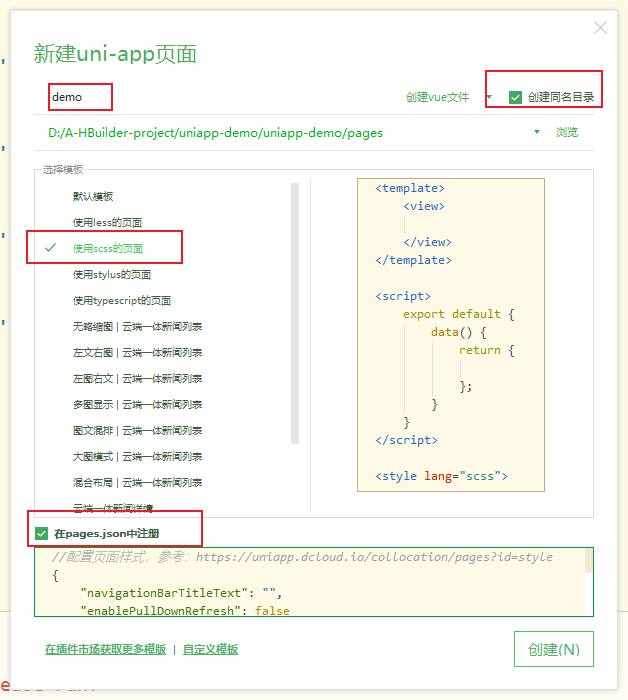 新建uni-app页面
demo
创建vue文件
创建同名目录
D:/A-HBuilder-project/uniapp-demo/uniapp-demo/pages
浏览
选择模板
默认模板
使用less的页面
使用scss的页面
使用stylus的页面
使用typescript的页面
无略缩图 | 云端一体新闻列表
左文右图 | 云端一体新闻列表
左图右文 | 云端一体新闻列表
多图显示 | 云端一体新闻列表
图文混排 | 云端一体新闻列表
大图模式 | 云端一体新闻列表
混合布局 | 云端一体新闻列表
云端一体新闻详情
<template>
<view>
</view>
</template>
<script>
export default {
data() {
return {
};
}
}
</script>
<style lang="scss">
在pages.json中注册
//配置页面样式，参考：https://uniapp.dcloud.io/collocation/pages?id=style
{
"navigationBarTitleText": "",
"enablePullDownRefresh": false
在插件市场获取更多模版 | 自定义模板
创建(N)